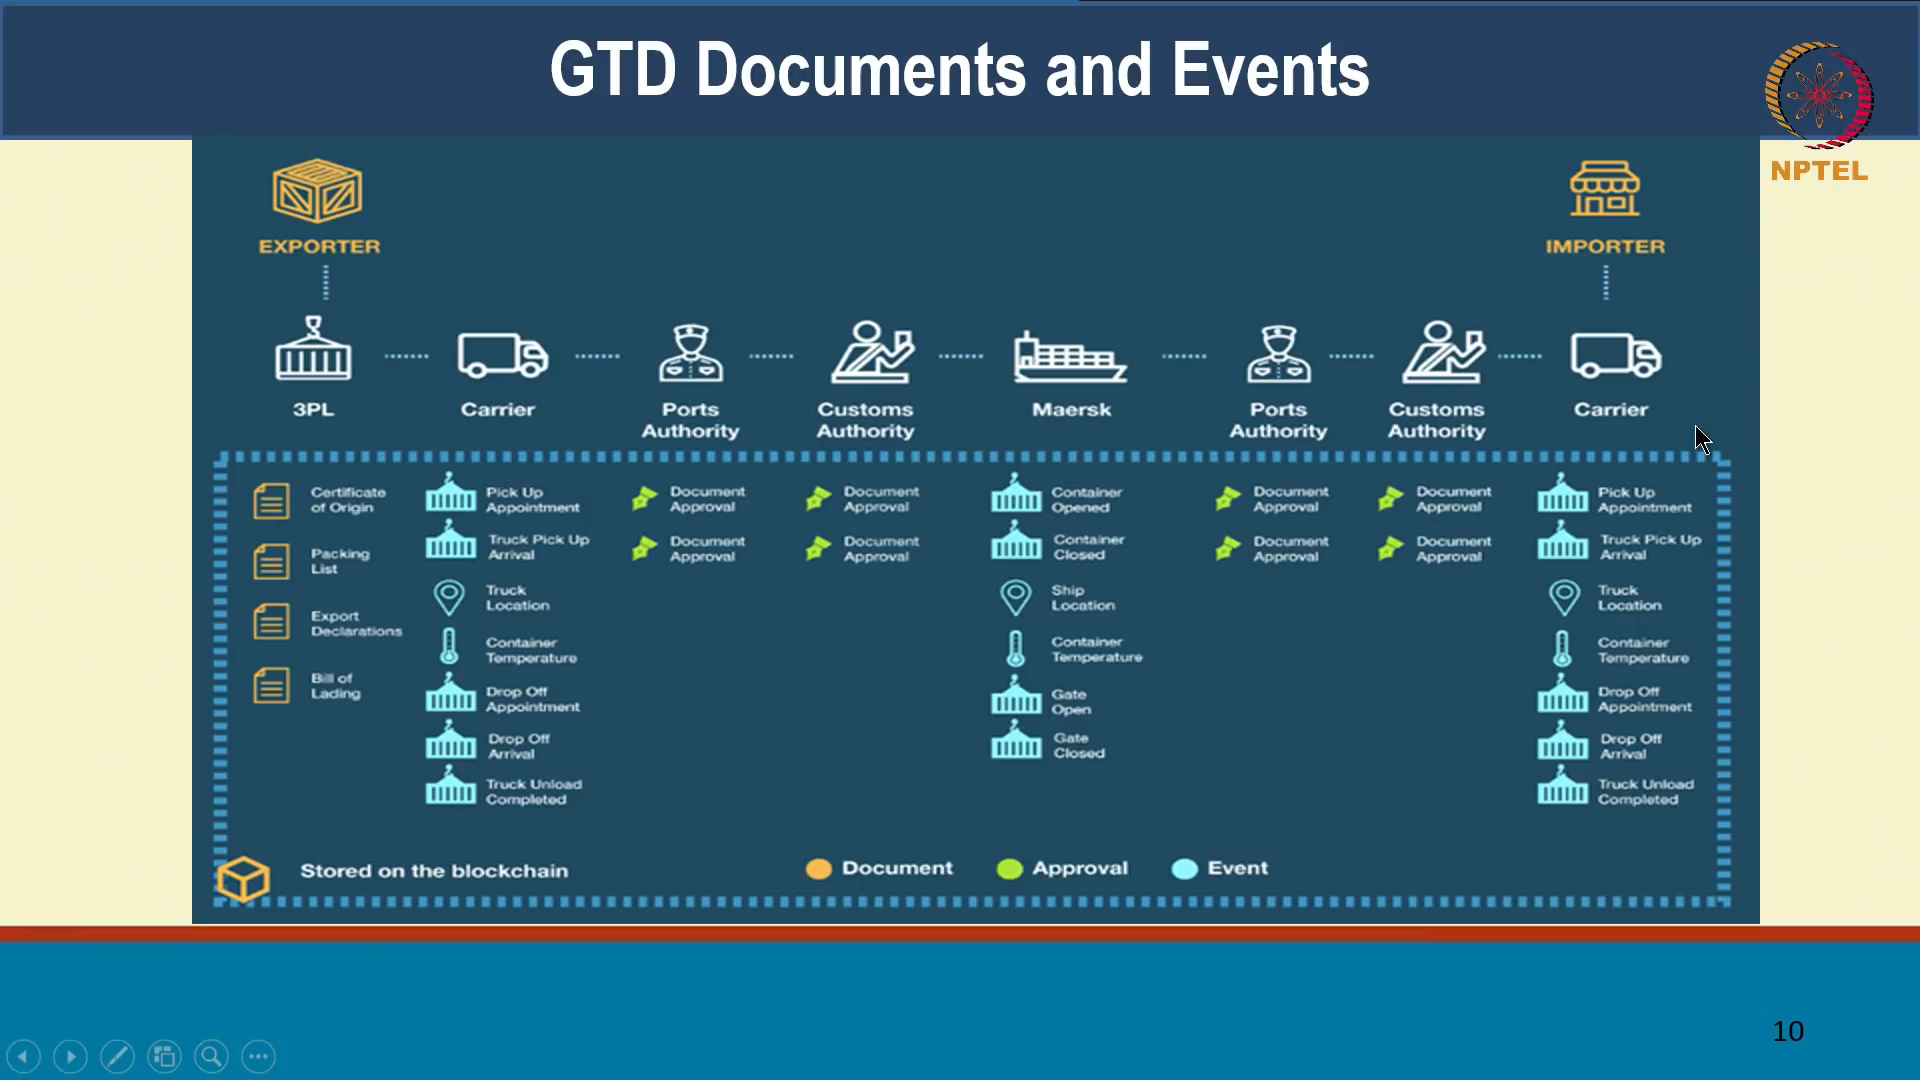 GTD Documents and Events
NPTEL
EXPORTER
IMPORTER
3PL
Carrier
Ports
Authority
Customs
Authority
Maersk
Ports
Authority
Customs
Authority
Carrier
Certificate
of Origin
Packing
List
Export
Declarations
Bill of
Lading
Pick Up
Appointment
Truck Pick Up
Arrival
Truck
Location
Container
Temperature
Drop Off
Appointment
Drop Off
Arrival
Truck Unload
Completed
Document
Approval
Document
Approval
Document
Approval
Document
Approval
Container
Opened
Container
Closed
Ship
Location
Container
Temperature
Gate
Open
Gate
Closed
Document
Approval
Document
Approval
Document
Approval
Document
Approval
Pick Up
Appointment
Truck Pick Up
Arrival
Truck
Location
Container
Temperature
Drop Off
Appointment
Drop Off
Arrival
Truck Unload
Completed
Stored on the blockchain
Document
Approval
Event
10